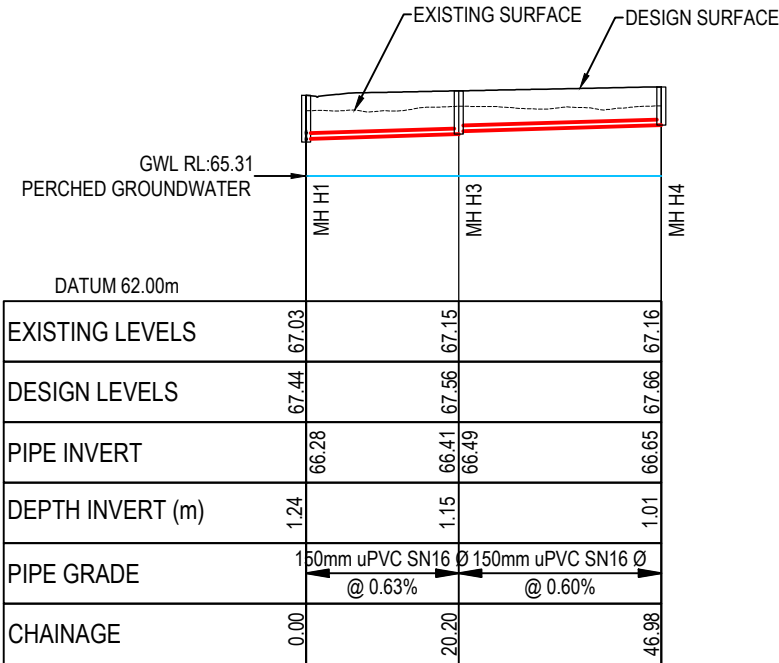 EXISTING SURFACE
DESIGN SURFACE
GWL RL:65.31
PERCHED GROUNDWATER
MH H1
MH H3
MH H4
DATUM 62.00m
EXISTING LEVELS 67.03 67.15 67.16
DESIGN LEVELS 67.44 67.56 67.66
PIPE INVERT 66.28 66.41 66.49 66.65
DEPTH INVERT (m) 1.24 1.15 1.01
PIPE GRADE
150mm uPVC SN16 Ø 150mm uPVC SN16 Ø
@ 0.63% @ 0.60%
CHAINAGE 0.00 20.20 46.98